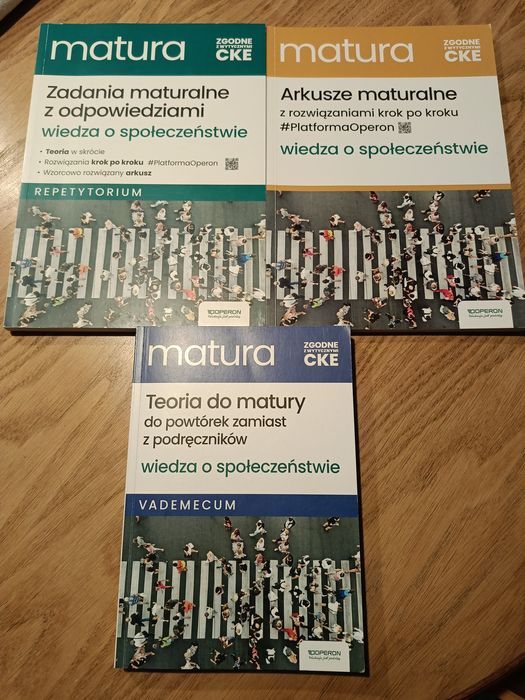 matura
ZGODNE
Z WYTYCZNYMI
CKE
Zadania maturalne
z odpowiedziami
wiedza o społeczeństwie
• Teoria w skrócie
• Rozwiązania krok po kroku #PlatformaOperon
• Wzorcowo rozwiązany arkusz
REPETYTORIUM
OPERON
matura
ZGODNE
Z WYTYCZNYMI
CKE
Arkusze maturalne
z rozwiązaniami krok po kroku
#PlatformaOperon
wiedza o społeczeństwie
OPERON
matura
ZGODNE
Z WYTYCZNYMI
CKE
Teoria do matury
do powtórek zamiast
z podręczników
wiedza o społeczeństwie
VADEMECUM
OPERON